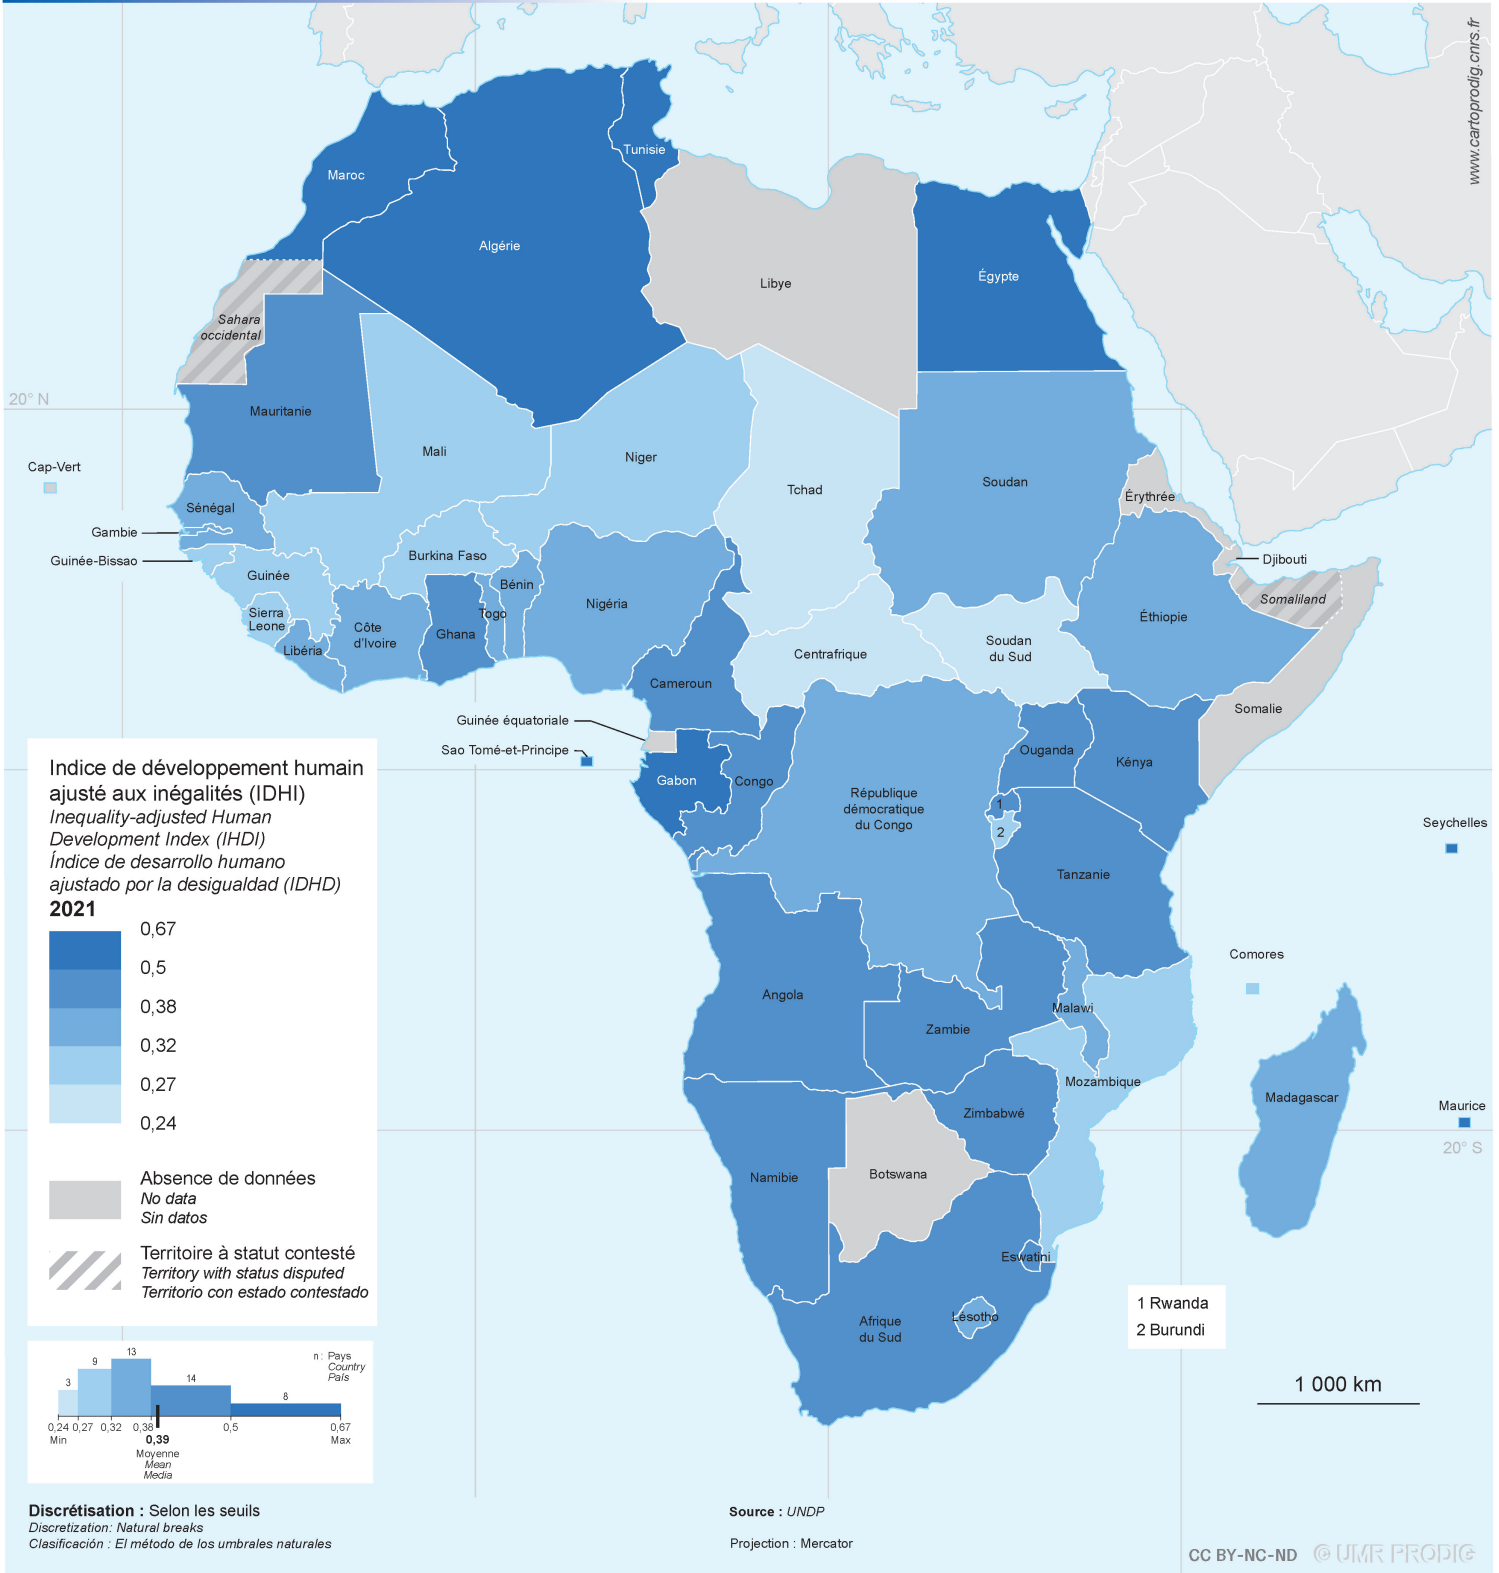 www.cartoprodig.cnrs.fr
Tunisie
Maroc
Algérie
Égypte
Libye
Sahara
occidental
20° N
Mauritanie
Mali
Niger
Cap-Vert
Tchad
Soudan
Érythrée
Sénégal
Gambie
Guinée-Bissao
Burkina Faso
Djibouti
Guinée
Bénin
Somaliland
Nigéria
Sierra
Leone
Togo
Éthiopie
Côte
d'Ivoire
Ghana
Libéria
Soudan
du Sud
Centrafrique
Cameroun
Somalie
Guinée équatoriale
Sao Tomé-et-Principe
Ouganda
Kénya
Gabon
Congo
République
démocratique
du Congo
1
2
Seychelles
Tanzanie
Comores
Angola
Malawi
Zambie
Mozambique
Madagascar
Maurice
Zimbabwé
20° S
Botswana
Namibie
Eswatini
Lésotho
Afrique
du Sud
Indice de développement humain
ajusté aux inégalités (IDHI)
Inequality-adjusted Human
Development Index (IHDI)
Índice de desarrollo humano
ajustado por la desigualdad (IDHD)
2021
0,67
0,5
0,38
0,32
0,27
0,24
Absence de données
No data
Sin datos
Territoire à statut contesté
Territory with status disputed
Territorio con estado contestado
1 Rwanda
2 Burundi
n : Pays
Country
País
3 9 13 14 8
0,24 0,27 0,32 0,38 0,5 0,67
Min 0,39 Max
Moyenne
Mean
Media
1 000 km
Discrétisation : Selon les seuils
Discretization: Natural breaks
Clasificación : El método de los umbrales naturales
Source : UNDP
Projection : Mercator
CC BY-NC-ND © UMR PRODIG